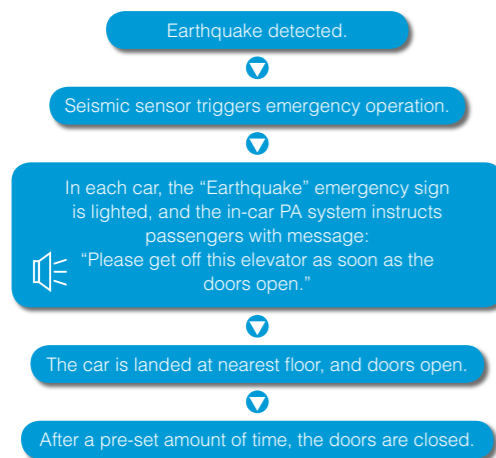 Earthquake detected.
Seismic sensor triggers emergency operation.
In each car, the “Earthquake” emergency sign
is lighted, and the in-car PA system instructs
passengers with message:
“Please get off this elevator as soon as the
doors open.”
The car is landed at nearest floor, and doors open.
After a pre-set amount of time, the doors are closed.